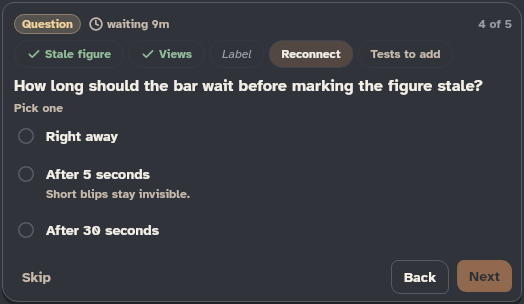 Question waiting 9m 4 of 5
Stale figure Views Label Reconnect Tests to add
How long should the bar wait before marking the figure stale?
Pick one
Right away
After 5 seconds
Short blips stay invisible.
After 30 seconds
Skip Back Next